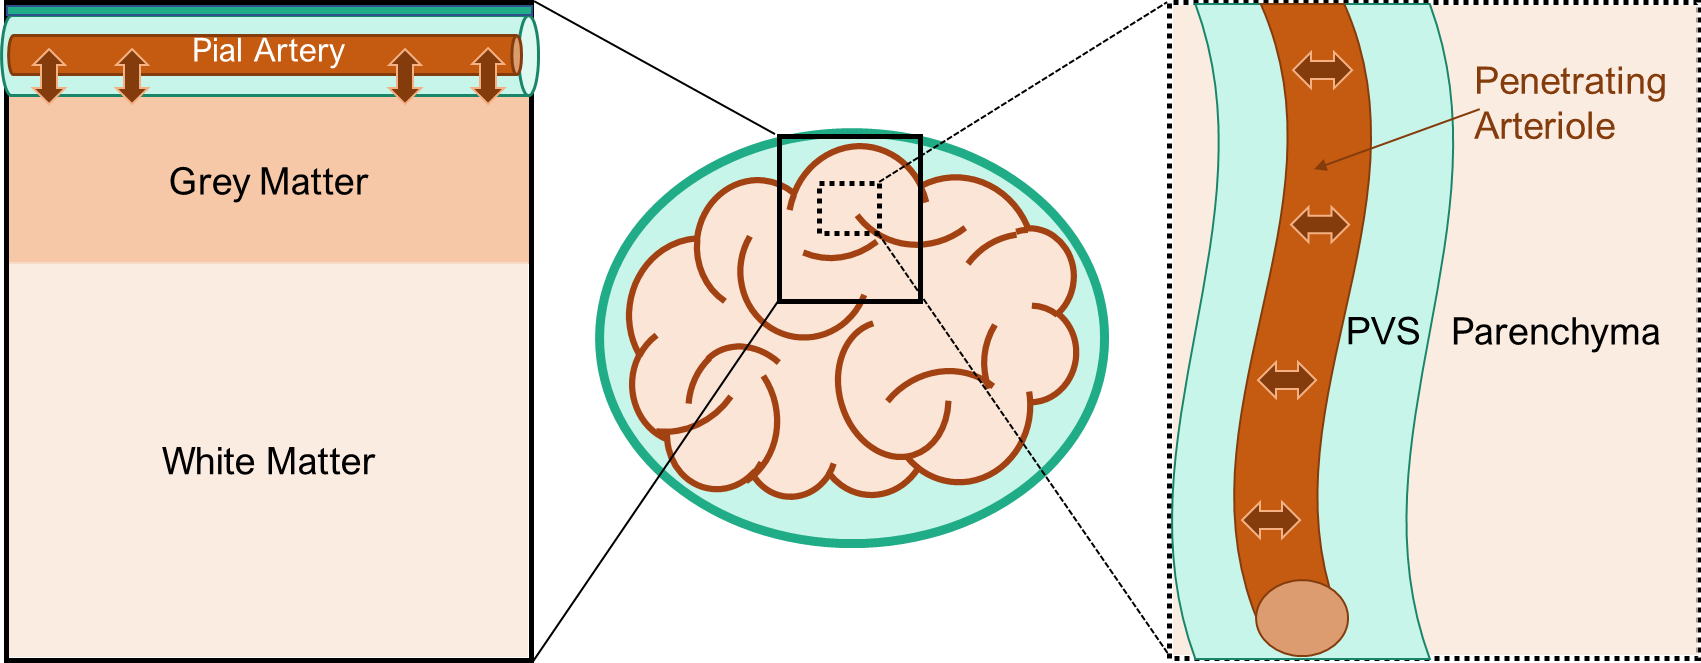 Pial Artery
Grey Matter
White Matter
Penetrating
Arteriole
PVS
Parenchyma